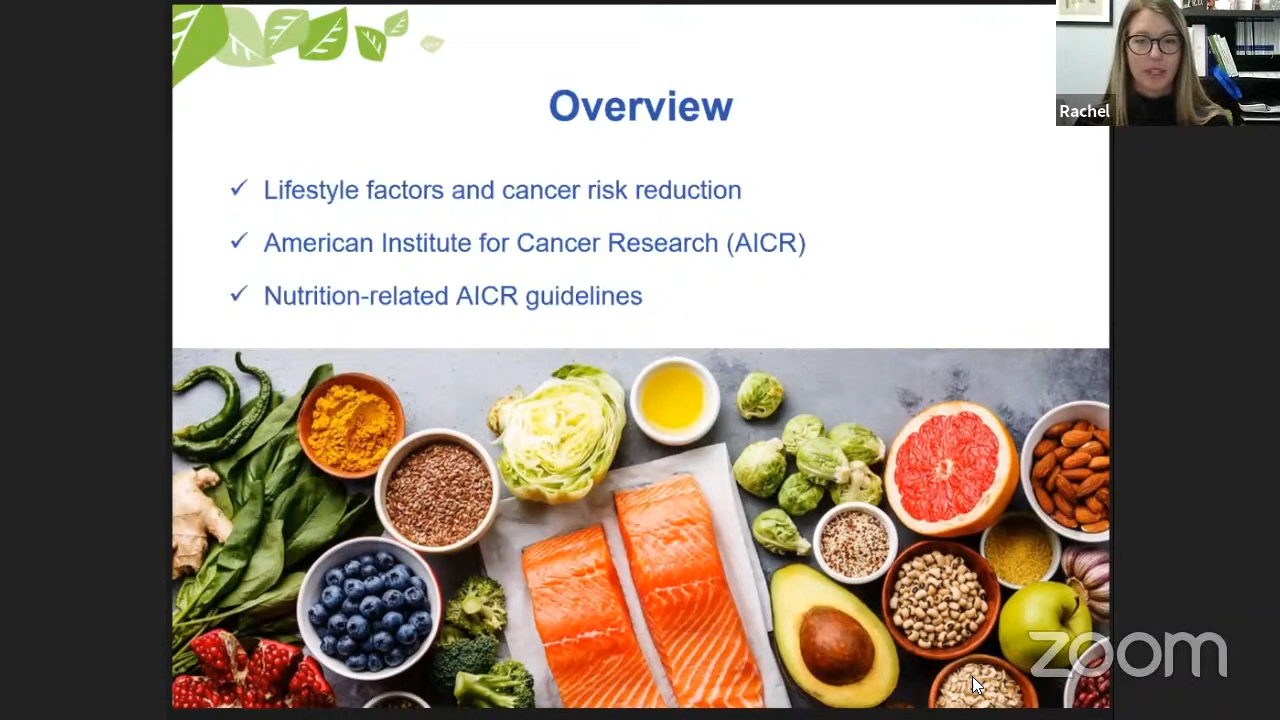 Overview
Rachel
✓ Lifestyle factors and cancer risk reduction
✓ American Institute for Cancer Research (AICR)
✓ Nutrition-related AICR guidelines
zoom